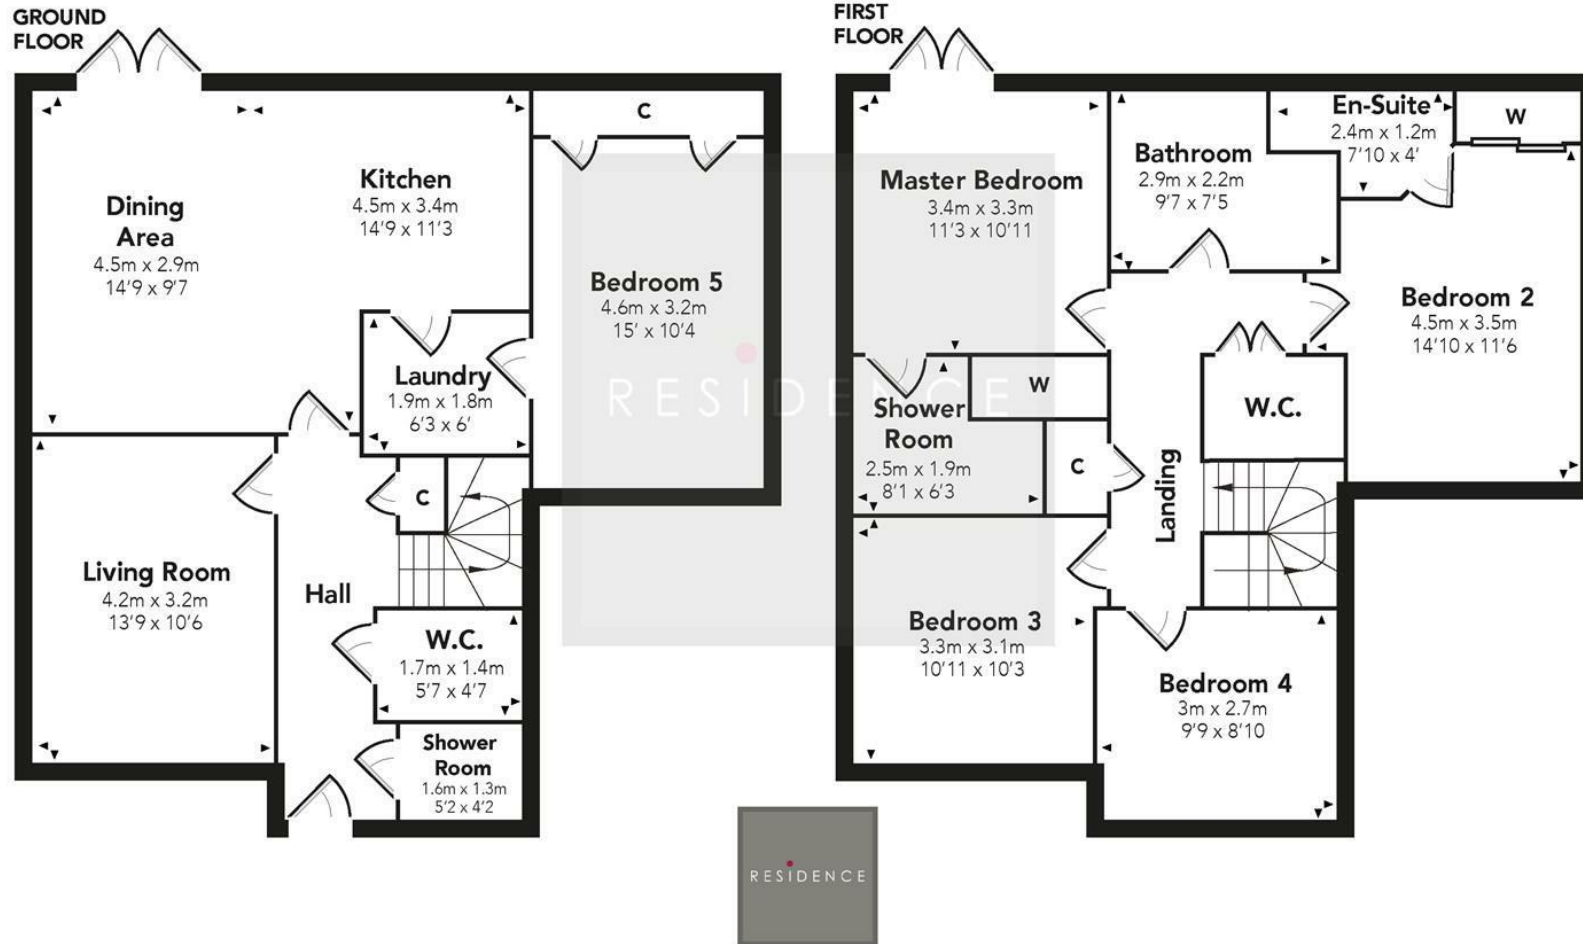 GROUND
FLOOR
C
Kitchen
4.5m x 3.4m
14'9 x 11'3
Dining
Area
4.5m x 2.9m
14'9 x 9'7
Bedroom 5
4.6m x 3.2m
15' x 10'4
Laundry
1.9m x 1.8m
6'3 x 6'
C
Living Room
4.2m x 3.2m
13'9 x 10'6
Hall
W.C.
1.7m x 1.4m
5'7 x 4'7
Shower
Room
1.6m x 1.3m
5'2 x 4'2
FIRST
FLOOR
Master Bedroom
3.4m x 3.3m
11'3 x 10'11
Bathroom
2.9m x 2.2m
9'7 x 7'5
En-Suite
2.4m x 1.2m
7'10 x 4'
W
Bedroom 2
4.5m x 3.5m
14'10 x 11'6
W
Shower
Room
2.5m x 1.9m
8'1 x 6'3
C
W.C.
Landing
Bedroom 3
3.3m x 3.1m
10'11 x 10'3
Bedroom 4
3m x 2.7m
9'9 x 8'10
RESIDENCE
RESIDENCE